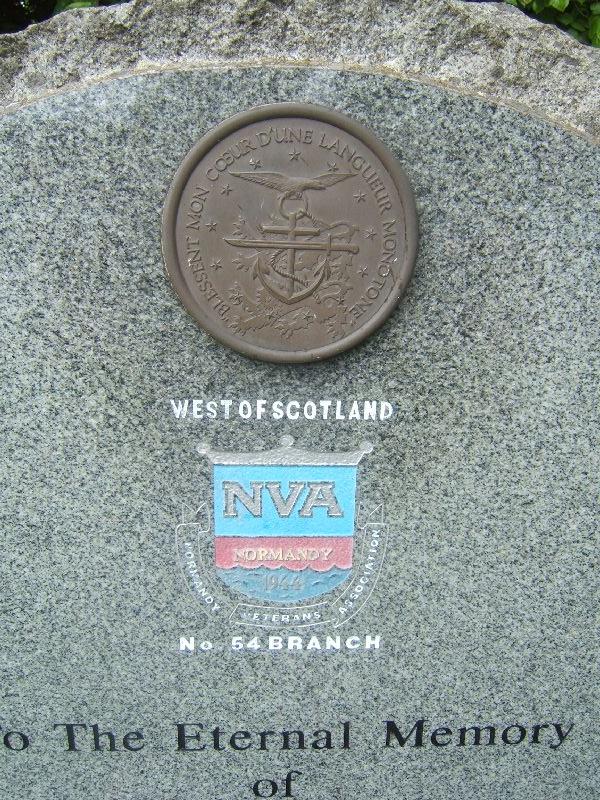 "BLESSENT MON CŒUR D'UNE LANGUEUR MONOTONE"
WEST OF SCOTLAND
NVA
NORMANDY
1944
NORMANDY VETERANS ASSOCIATION
No. 54 BRANCH
o The Eternal Memory
of